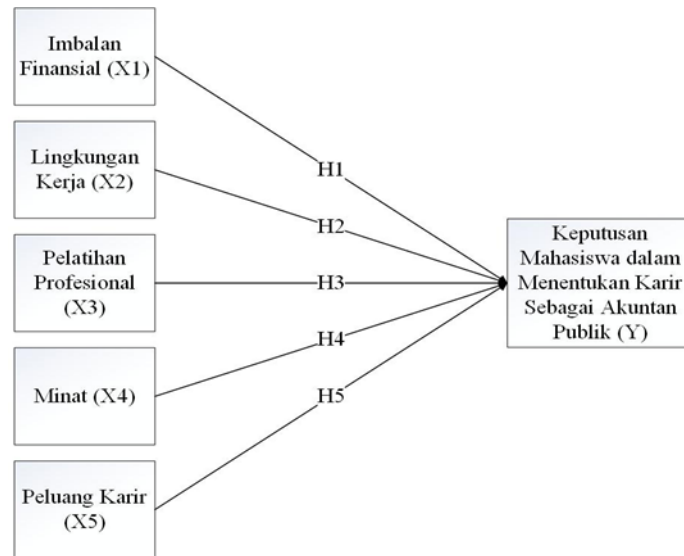 Imbalan
Finansial (X1)
Lingkungan
Kerja (X2)
Pelatihan
Profesional
(X3)
Minat (X4)
Peluang Karir
(X5)
H1
H2
H3
H4
H5
Keputusan
Mahasiswa dalam
Menentukan Karir
Sebagai Akuntan
Publik (Y)